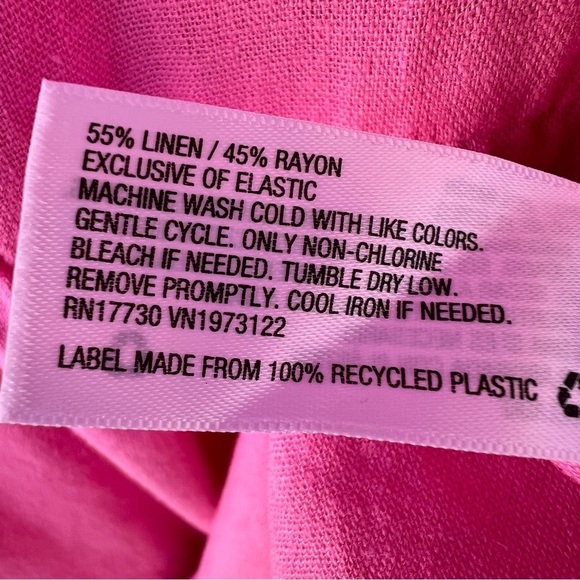 55% LINEN / 45% RAYON
EXCLUSIVE OF ELASTIC
MACHINE WASH COLD WITH LIKE COLORS.
GENTLE CYCLE. ONLY NON-CHLORINE
BLEACH IF NEEDED. TUMBLE DRY LOW.
REMOVE PROMPTLY. COOL IRON IF NEEDED.
RN17730 VN1973122
LABEL MADE FROM 100% RECYCLED PLASTIC